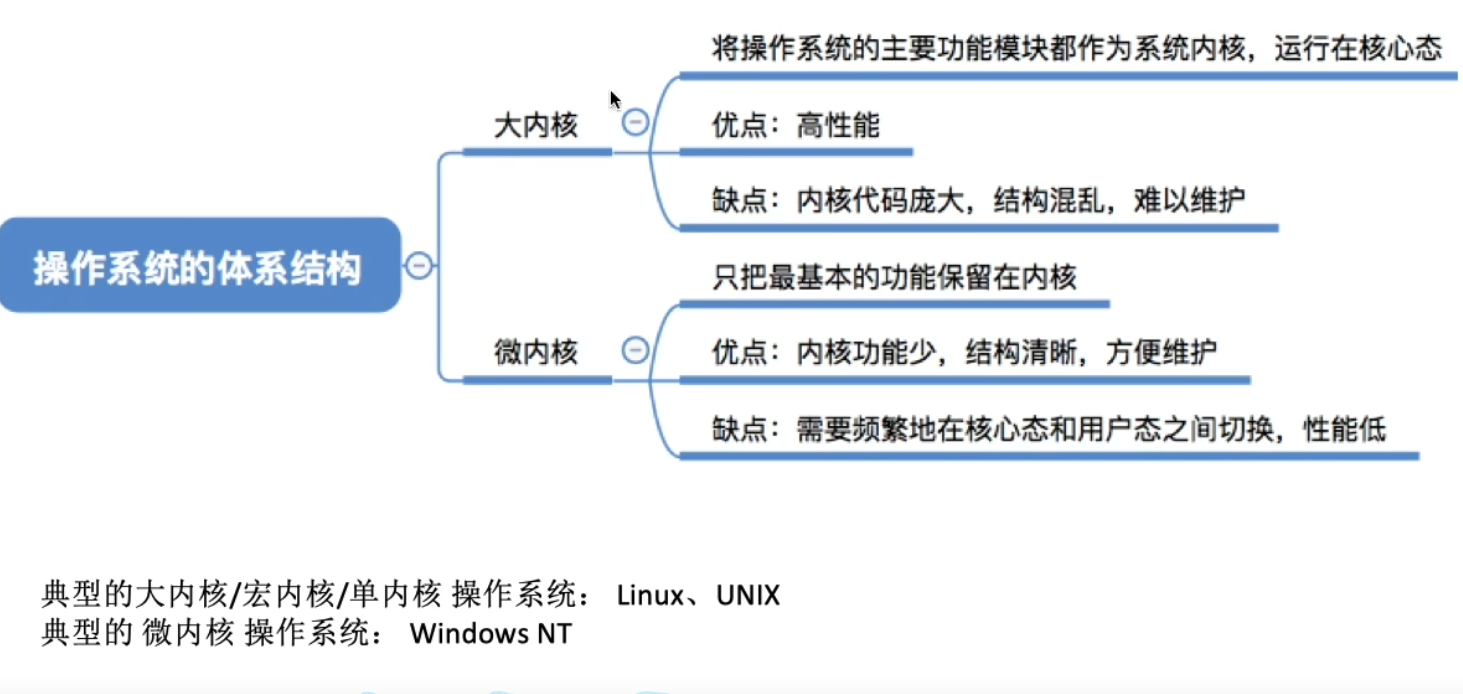 将操作系统的主要功能模块都作为系统内核，运行在核心态
大内核
优点：高性能
缺点：内核代码庞大，结构混乱，难以维护
操作系统的体系结构
只把最基本的功能保留在内核
微内核
优点：内核功能少，结构清晰，方便维护
缺点：需要频繁地在核心态和用户态之间切换，性能低
典型的大内核/宏内核/单内核 操作系统： Linux、UNIX
典型的 微内核 操作系统： Windows NT